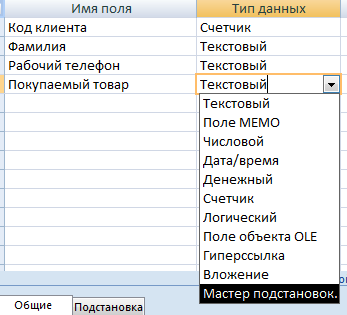 Имя поля Тип данных
Код клиента Счетчик
Фамилия Текстовый
Рабочий телефон Текстовый
Покупаемый товар Текстовый
Текстовый
Поле МЕМО
Числовой
Дата/время
Денежный
Счетчик
Логический
Поле объекта OLE
Гиперссылка
Вложение
Мастер подстановок.
Общие Подстановка